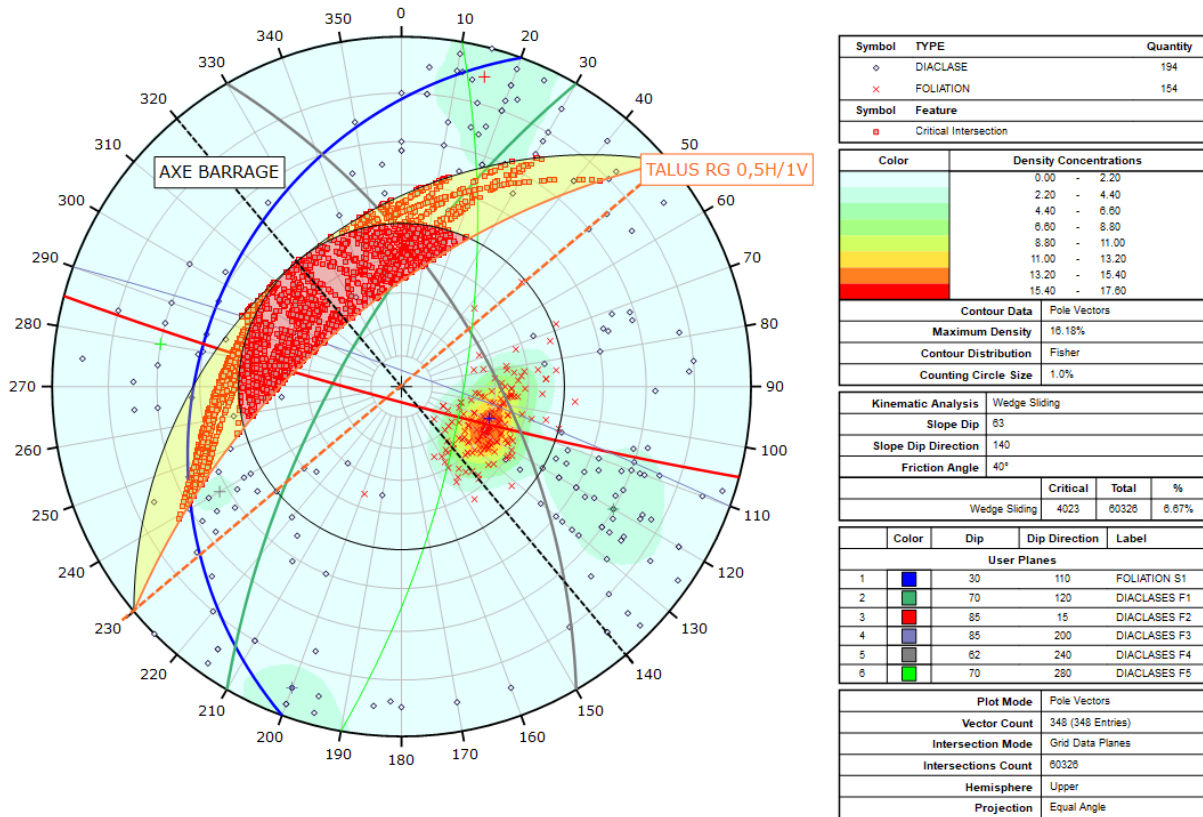 0
10
20
30
40
50
60
70
80
90
100
110
120
130
140
150
160
170
180
190
200
210
220
230
240
250
260
270
280
290
300
310
320
330
340
350
AXE BARRAGE
TALUS RG 0,5H/1V
Symbol TYPE Quantity
DIACLASE 194
FOLIATION 154
Symbol Feature
Critical Intersection
Color Density Concentrations
0.00 - 2.20
2.20 - 4.40
4.40 - 6.60
6.60 - 8.80
8.80 - 11.00
11.00 - 13.20
13.20 - 15.40
15.40 - 17.60
Contour Data Pole Vectors
Maximum Density 16.18%
Contour Distribution Fisher
Counting Circle Size 1.0%
Kinematic Analysis Wedge Sliding
Slope Dip 63
Slope Dip Direction 140
Friction Angle 40°
Critical Total %
Wedge Sliding 4023 60326 6.67%
Color Dip Dip Direction Label
User Planes
1 30 110 FOLIATION S1
2 70 120 DIACLASES F1
3 85 15 DIACLASES F2
4 85 200 DIACLASES F3
5 62 240 DIACLASES F4
6 70 280 DIACLASES F5
Plot Mode Pole Vectors
Vector Count 348 (348 Entries)
Intersection Mode Grid Data Planes
Intersections Count 60326
Hemisphere Upper
Projection Equal Angle